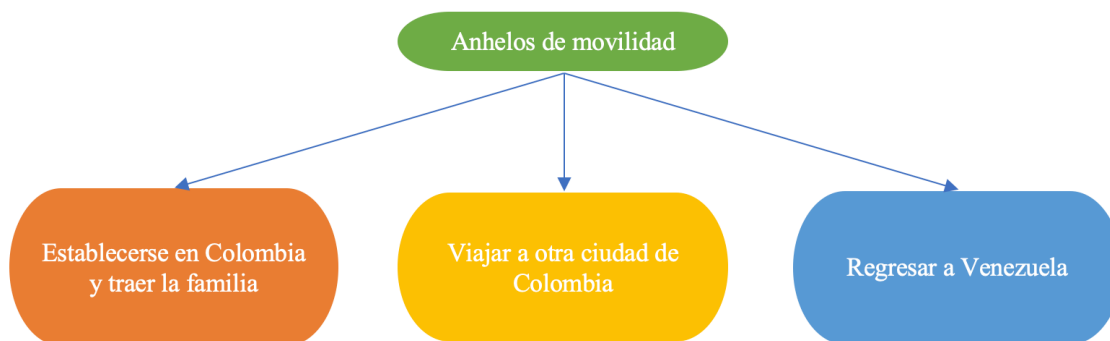 Anhelos de movilidad
Establecerse en Colombia
y traer la familia
Viajar a otra ciudad de
Colombia
Regresar a Venezuela